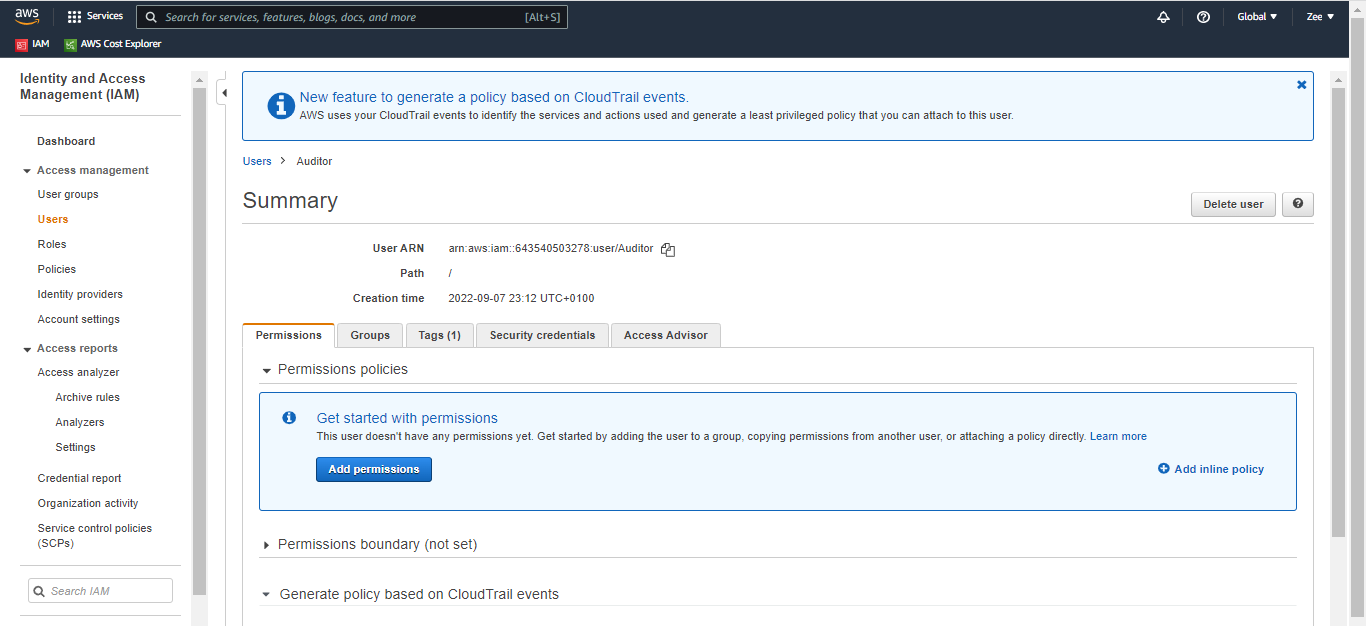 aws
Services
Search for services, features, blogs, docs, and more
[Alt+S]
Global
Zee
IAM
AWS Cost Explorer
Identity and Access
Management (IAM)
Dashboard
Access management
User groups
Users
Roles
Policies
Identity providers
Account settings
Access reports
Access analyzer
Archive rules
Analyzers
Settings
Credential report
Organization activity
Service control policies
(SCPs)
Search IAM
New feature to generate a policy based on CloudTrail events.
AWS uses your CloudTrail events to identify the services and actions used and generate a least privileged policy that you can attach to this user.
Users > Auditor
Summary
Delete user
?
User ARN arn:aws:iam::643540503278:user/Auditor
Path /
Creation time 2022-09-07 23:12 UTC+0100
Permissions
Groups
Tags (1)
Security credentials
Access Advisor
Permissions policies
Get started with permissions
This user doesn't have any permissions yet. Get started by adding the user to a group, copying permissions from another user, or attaching a policy directly. Learn more
Add permissions
Add inline policy
Permissions boundary (not set)
Generate policy based on CloudTrail events